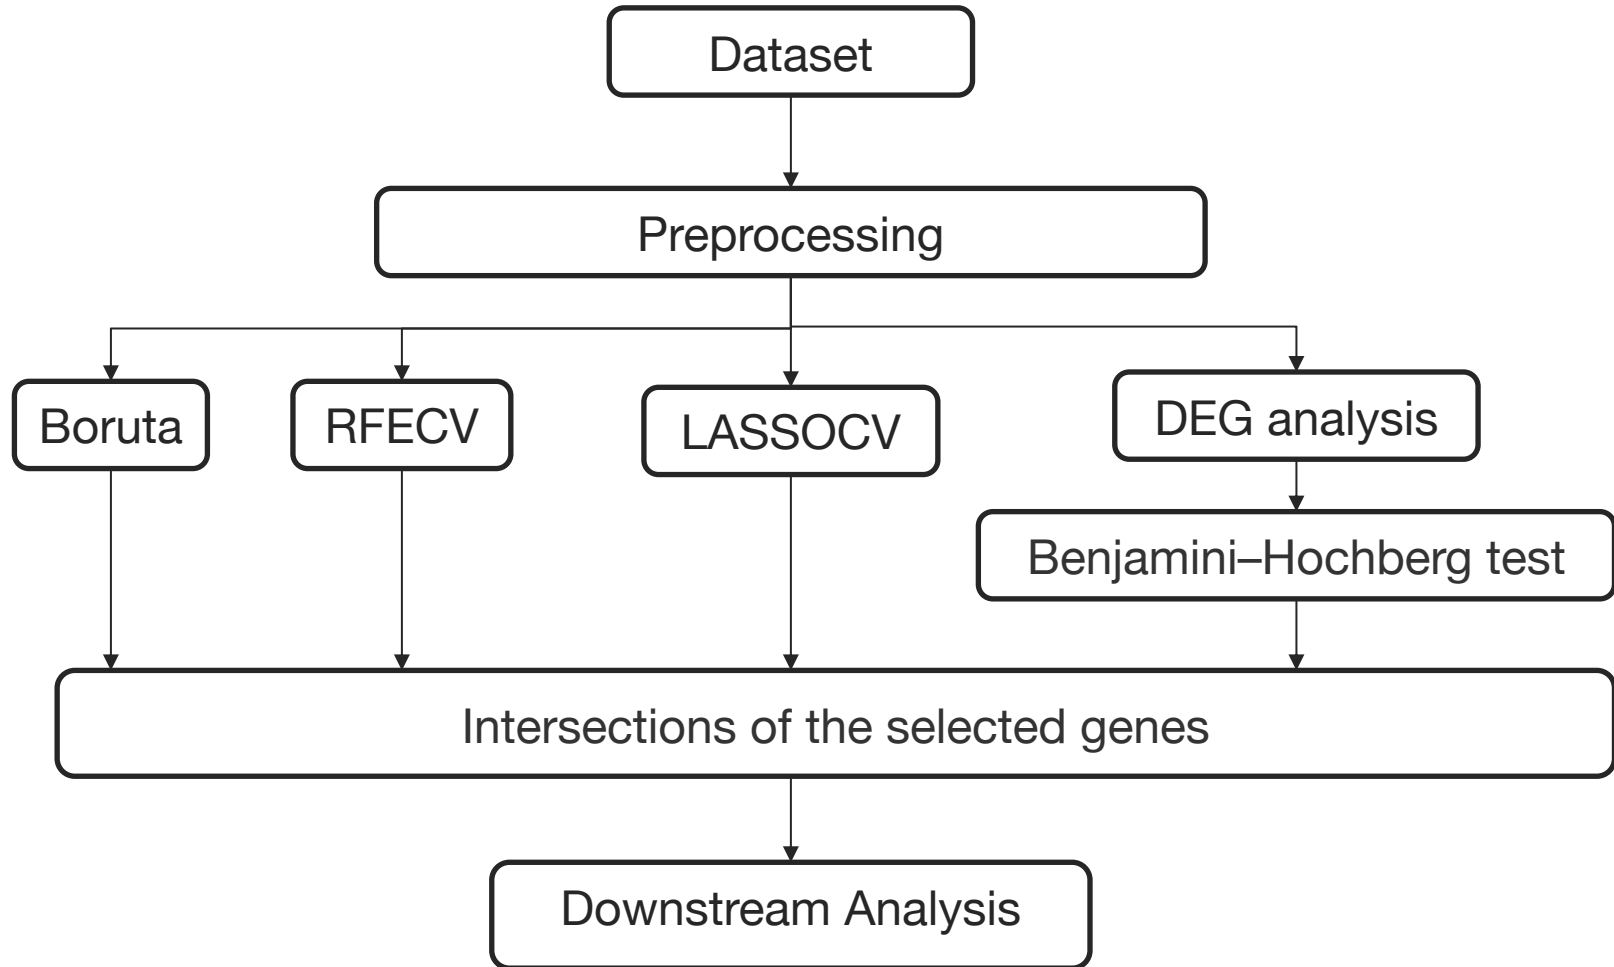 Dataset
Preprocessing
Boruta
RFECV
LASSOCV
DEG analysis
Benjamini–Hochberg test
Intersections of the selected genes
Downstream Analysis